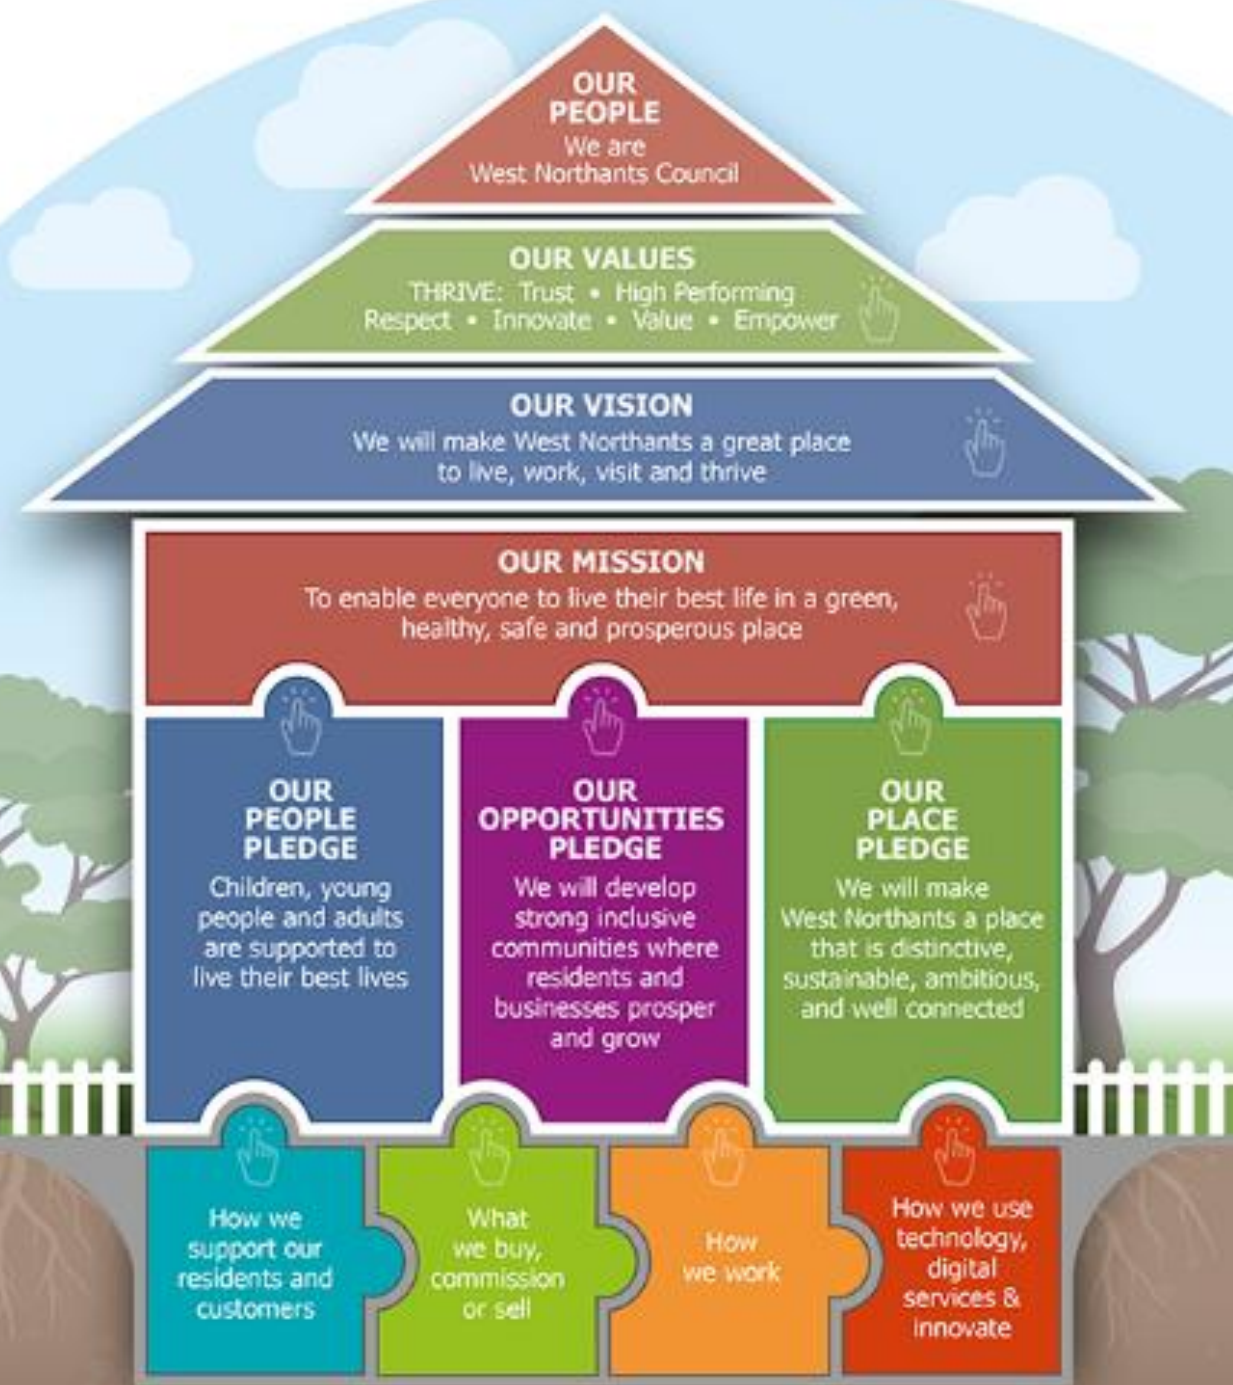 OUR
PEOPLE
We are
West Northants Council
OUR VALUES
THRIVE: Trust • High Performing
Respect • Innovate • Value • Empower
OUR VISION
We will make West Northants a great place
to live, work, visit and thrive
OUR MISSION
To enable everyone to live their best life in a green,
healthy, safe and prosperous place
OUR
PEOPLE
PLEDGE
Children, young
people and adults
are supported to
live their best lives
OUR
OPPORTUNITIES
PLEDGE
We will develop
strong inclusive
communities where
residents and
businesses prosper
and grow
OUR
PLACE
PLEDGE
We will make
West Northants a place
that is distinctive,
sustainable, ambitious,
and well connected
How we
support our
residents and
customers
What
we buy,
commission
or sell
How
we work
How we use
technology,
digital
services &
innovate